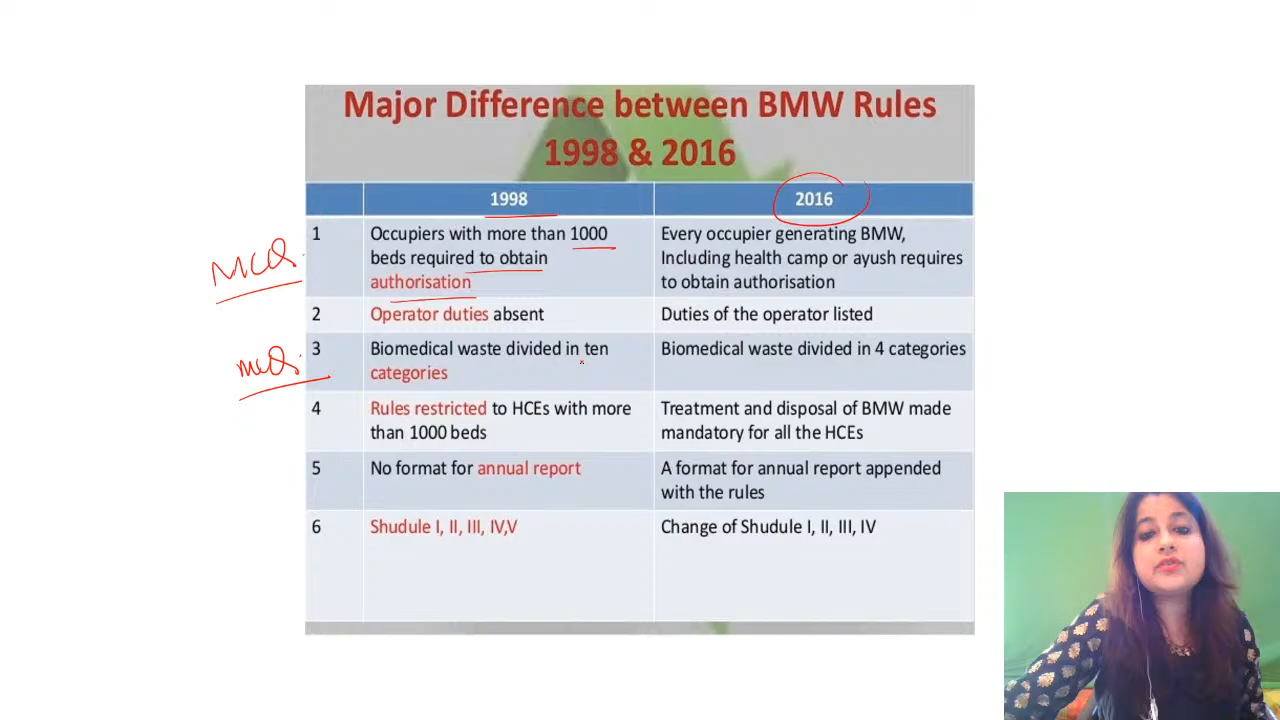 Major Difference between BMW Rules
1998 & 2016
1998 2016
1 Occupiers with more than 1000 Every occupier generating BMW,
beds required to obtain Including health camp or ayush requires
authorisation to obtain authorisation
MCQ.
2 Operator duties absent Duties of the operator listed
3 Biomedical waste divided in ten Biomedical waste divided in 4 categories
categories
mcQ.
4 Rules restricted to HCEs with more Treatment and disposal of BMW made
than 1000 beds mandatory for all the HCEs
5 No format for annual report A format for annual report appended
with the rules
6 Shudule I, II, III, IV,V Change of Shudule I, II, III, IV